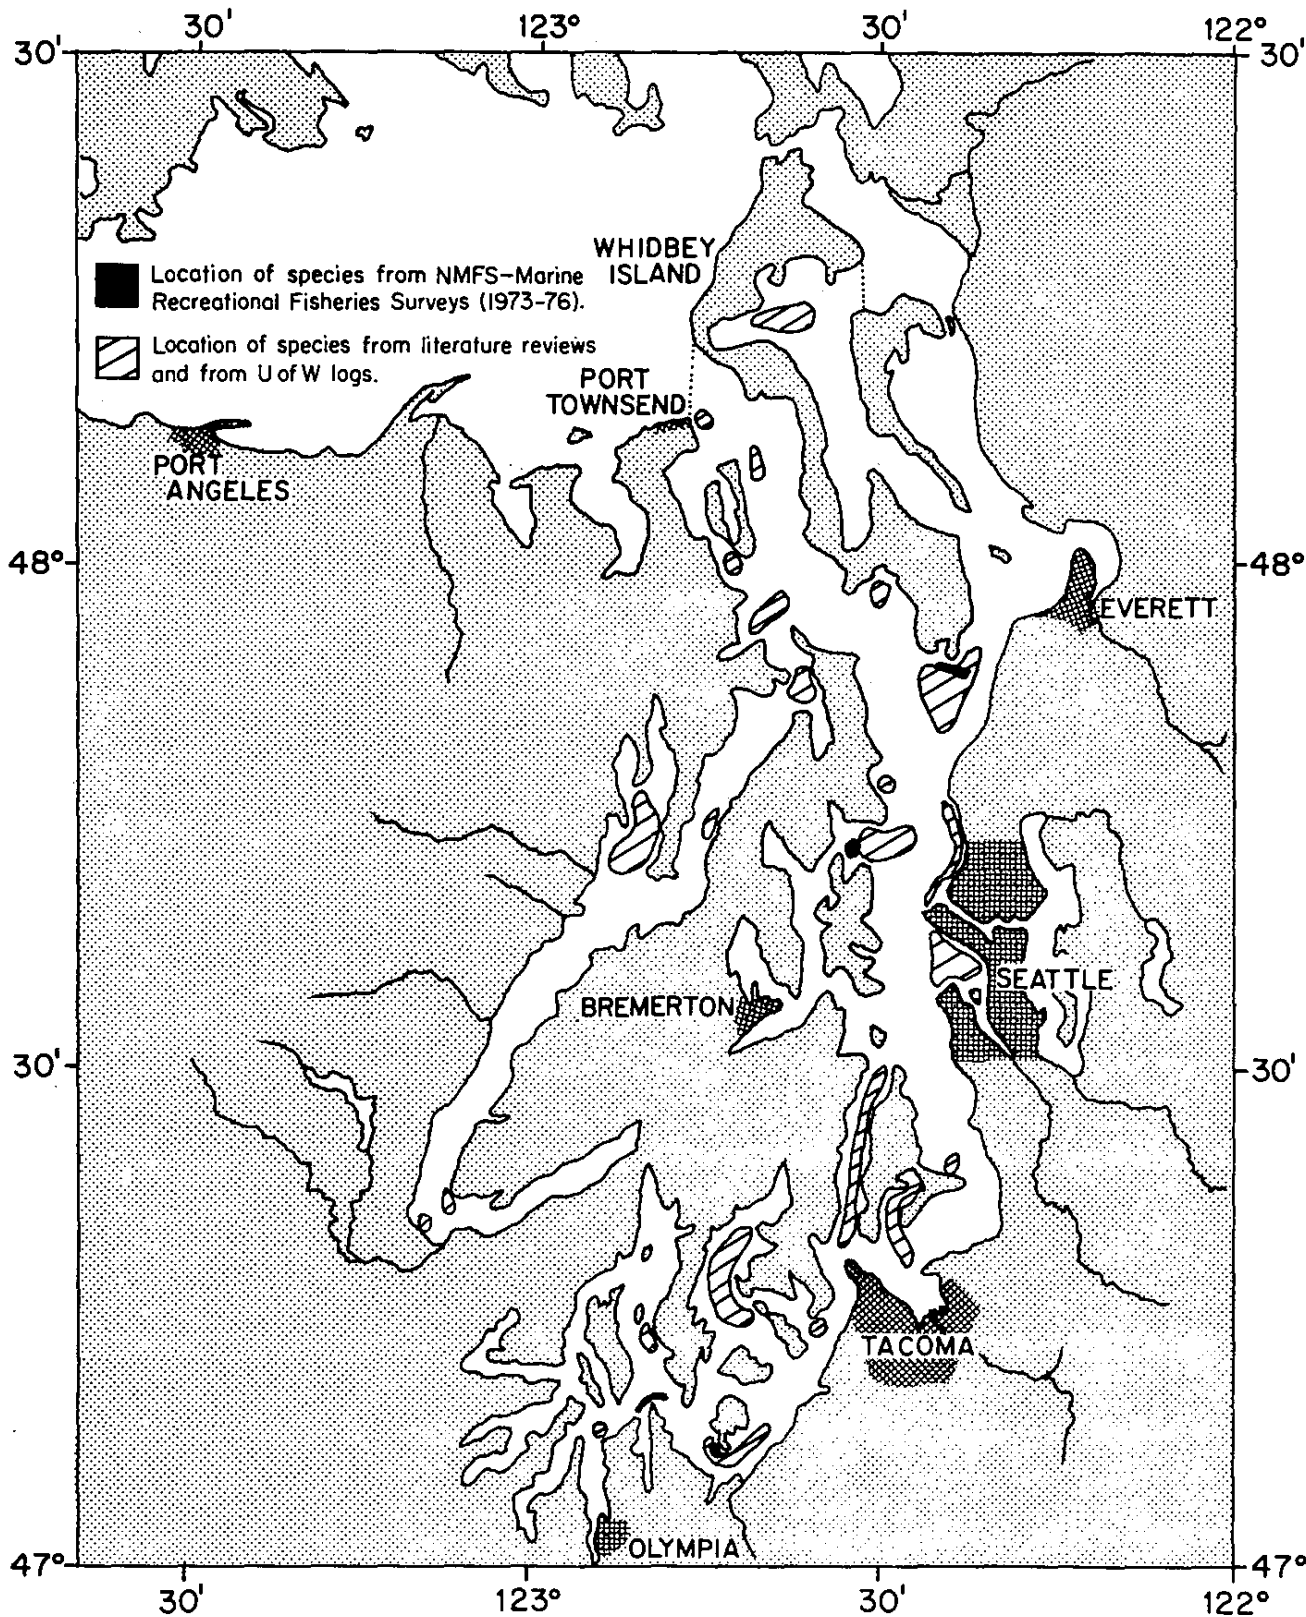 30'
123°
30'
122°
30'
30'
WHIDBEY
ISLAND
Location of species from NMFS-Marine
Recreational Fisheries Surveys (1973-76).
Location of species from literature reviews
and from U of W logs.
PORT
TOWNSEND
PORT
ANGELES
48°
48°
EVERETT
SEATTLE
BREMERTON
30'
30'
TACOMA
OLYMPIA
47°
47°
30'
123°
30'
122°